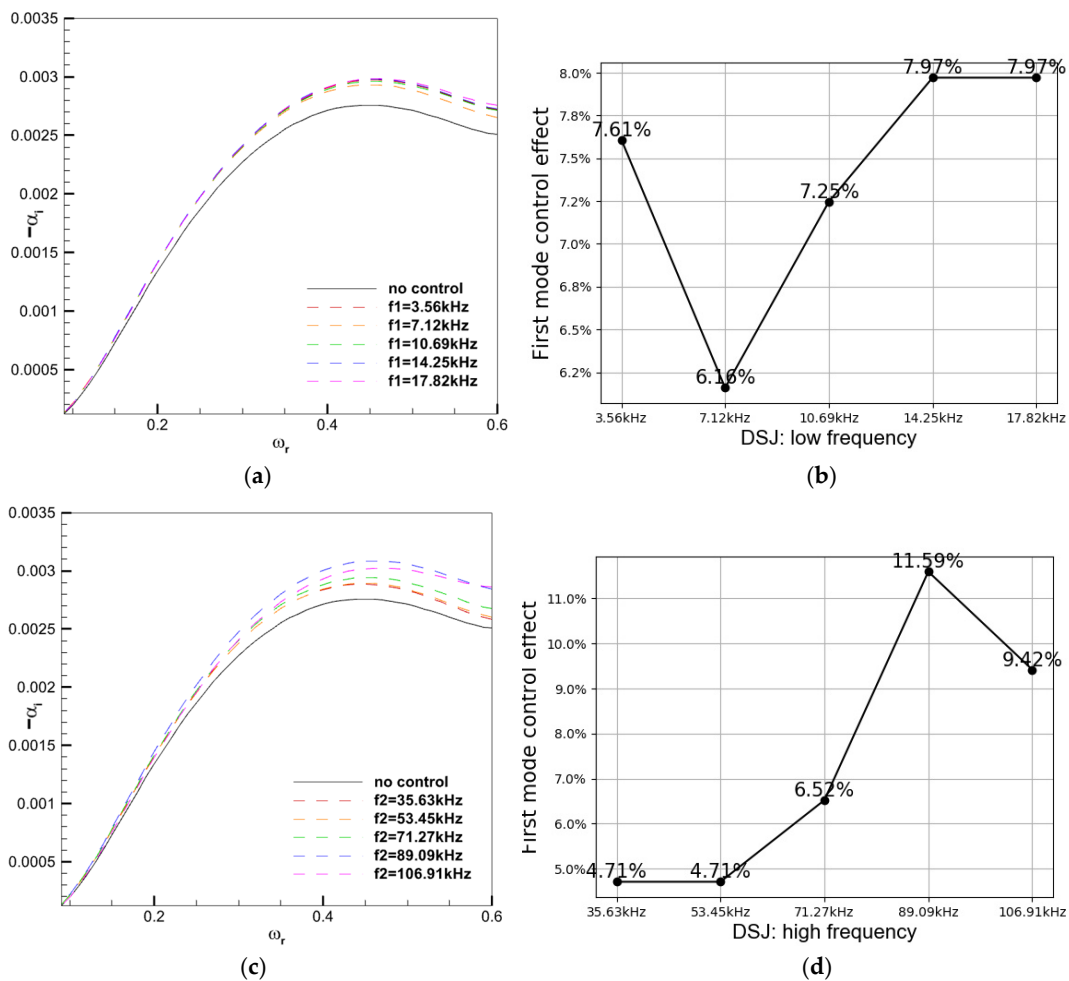 0.0035
0.003
0.0025
0.002
0.0015
0.001
0.0005
−αi
0.2
0.4
0.6
ωr
no control
f1=3.56kHz
f1=7.12kHz
f1=10.69kHz
f1=14.25kHz
f1=17.82kHz
(a)
First mode control effect
8.0%
7.8%
7.5%
7.2%
7.0%
6.8%
6.5%
6.2%
7.61%
6.16%
7.25%
7.97%
7.97%
3.56kHz
7.12kHz
10.69kHz
14.25kHz
17.82kHz
DSJ: low frequency
(b)
0.0035
0.003
0.0025
0.002
0.0015
0.001
0.0005
−αi
0.2
0.4
0.6
ωr
no control
f2=35.63kHz
f2=53.45kHz
f2=71.27kHz
f2=89.09kHz
f2=106.91kHz
(c)
First mode control effect
11.0%
10.0%
9.0%
8.0%
7.0%
6.0%
5.0%
4.71%
4.71%
6.52%
11.59%
9.42%
35.63kHz
53.45kHz
71.27kHz
89.09kHz
106.91kHz
DSJ: high frequency
(d)